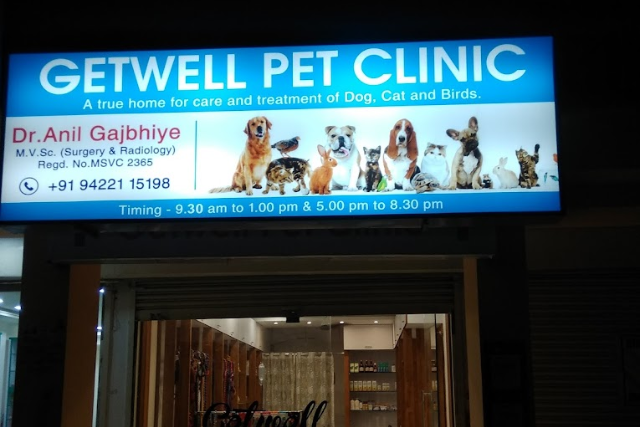 GETWELL PET CLINIC
A true home for care and treatment of Dog, Cat and Birds.
Dr.Anil Gajbhiye
M.V.Sc. (Surgery & Radiology)
Regd. No.MSVC 2365
+91 94221 15198
Timing - 9.30 am to 1.00 pm & 5.00 pm to 8.30 pm
Getwell